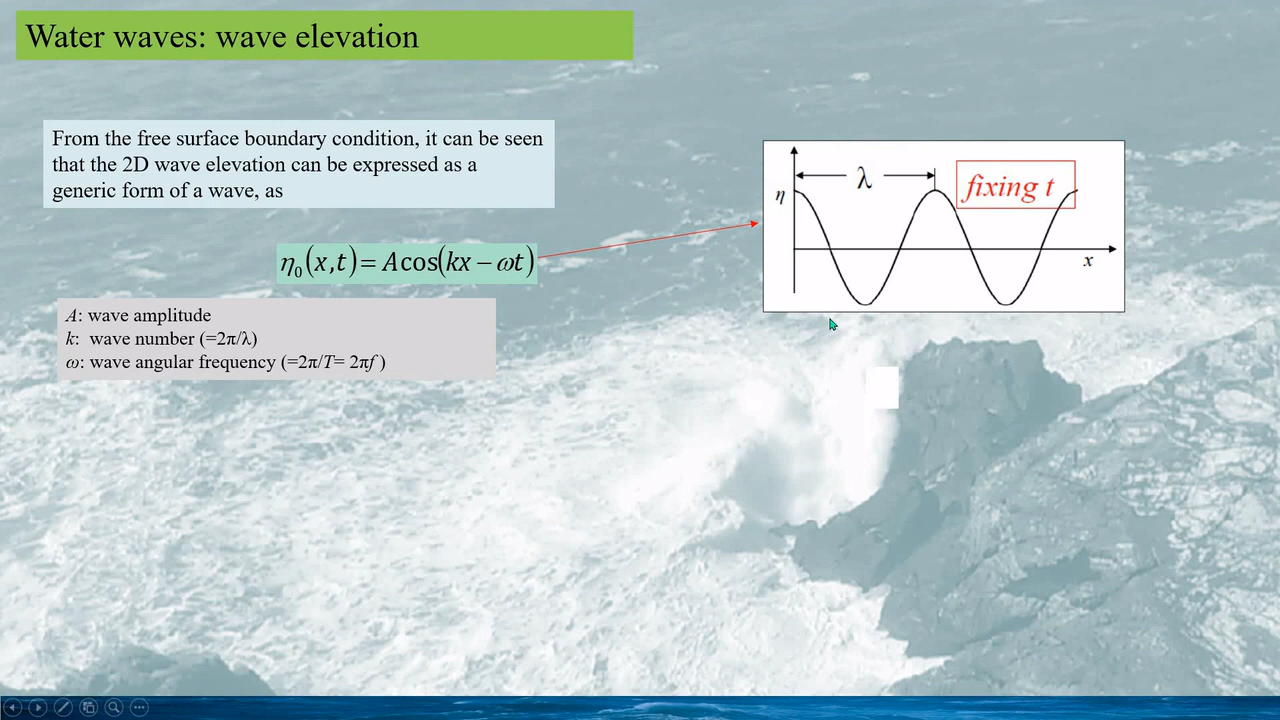 Water waves: wave elevation
From the free surface boundary condition, it can be seen
that the 2D wave elevation can be expressed as a
generic form of a wave, as
η₀(x,t)=Acos(kx−ωt)
A: wave amplitude
k: wave number (=2π/λ)
ω: wave angular frequency (=2π/T= 2πf )
λ
fixing t
η
x